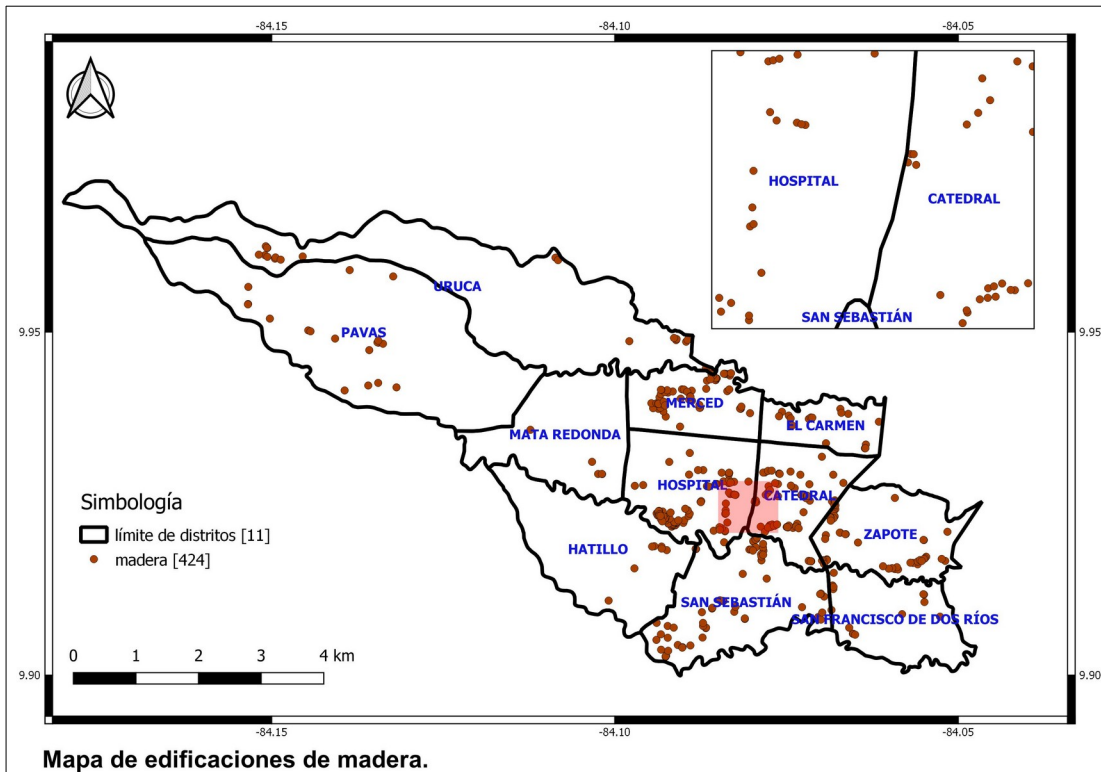 -84.15
-84.10
-84.05
HOSPITAL
CATEDRAL
SAN SEBASTIÁN
URUCA
9.95
9.95
PAVAS
MERCED
EL CARMEN
MATA REDONDA
HOSPITAL
CATEDRAL
Simbología
límite de distritos [11]
madera [424]
ZAPOTE
HATILLO
SAN SEBASTIÁN
SAN FRANCISCO DE DOS RÍOS
0 1 2 3 4 km
9.90
9.90
-84.15
-84.10
-84.05
Mapa de edificaciones de madera.